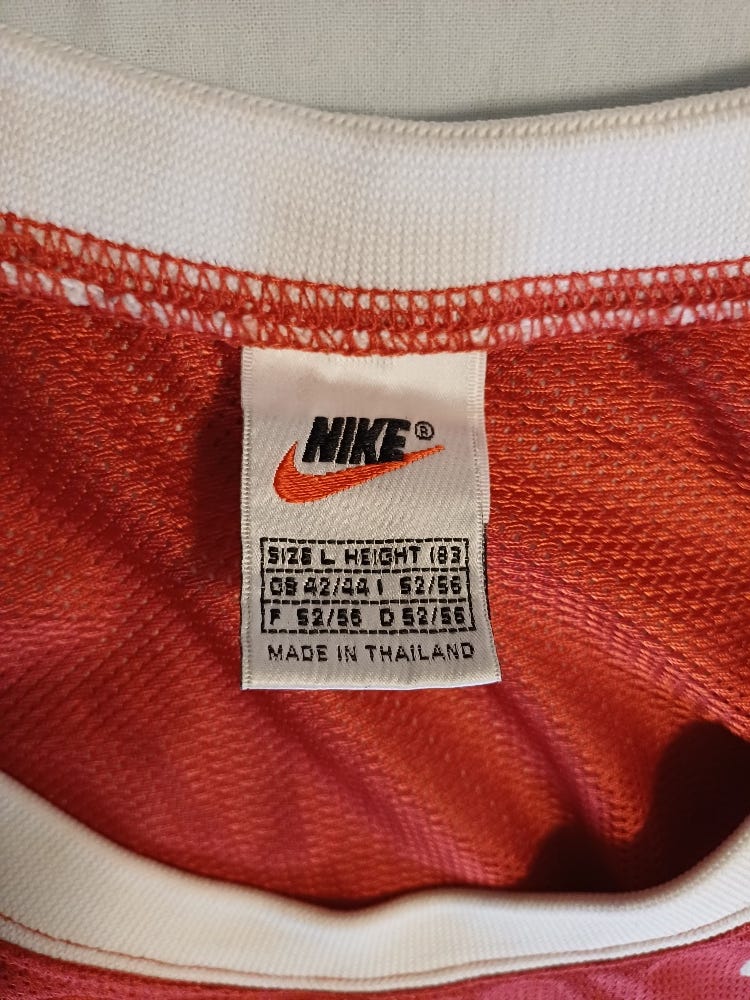 NIKE®
SIZE L HEIGHT 183
GB 42/44 I 52/56
F 52/56 D 52/56
MADE IN THAILAND